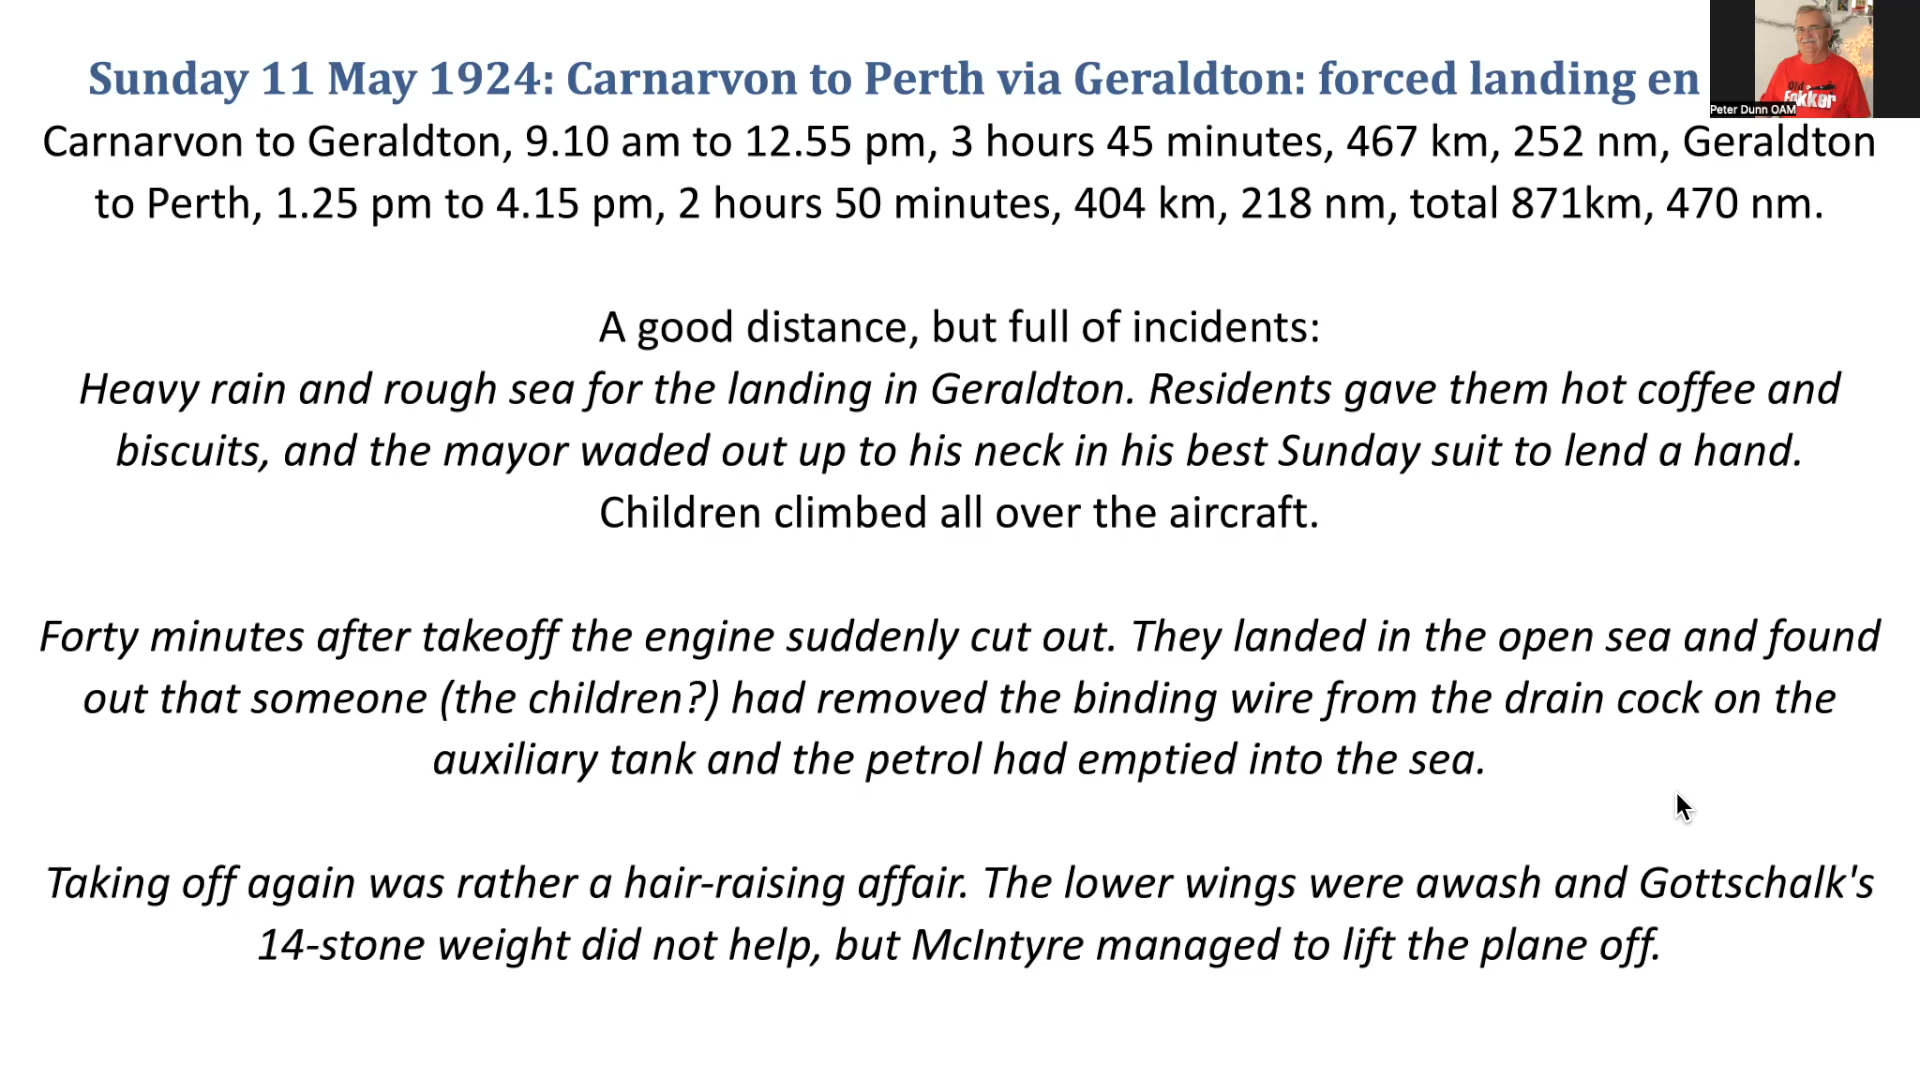 Sunday 11 May 1924: Carnarvon to Perth via Geraldton: forced landing en
Peter Dunn OAM
Old
Fokker
Carnarvon to Geraldton, 9.10 am to 12.55 pm, 3 hours 45 minutes, 467 km, 252 nm, Geraldton
to Perth, 1.25 pm to 4.15 pm, 2 hours 50 minutes, 404 km, 218 nm, total 871km, 470 nm.
A good distance, but full of incidents:
Heavy rain and rough sea for the landing in Geraldton. Residents gave them hot coffee and
biscuits, and the mayor waded out up to his neck in his best Sunday suit to lend a hand.
Children climbed all over the aircraft.
Forty minutes after takeoff the engine suddenly cut out. They landed in the open sea and found
out that someone (the children?) had removed the binding wire from the drain cock on the
auxiliary tank and the petrol had emptied into the sea.
Taking off again was rather a hair-raising affair. The lower wings were awash and Gottschalk's
14-stone weight did not help, but McIntyre managed to lift the plane off.